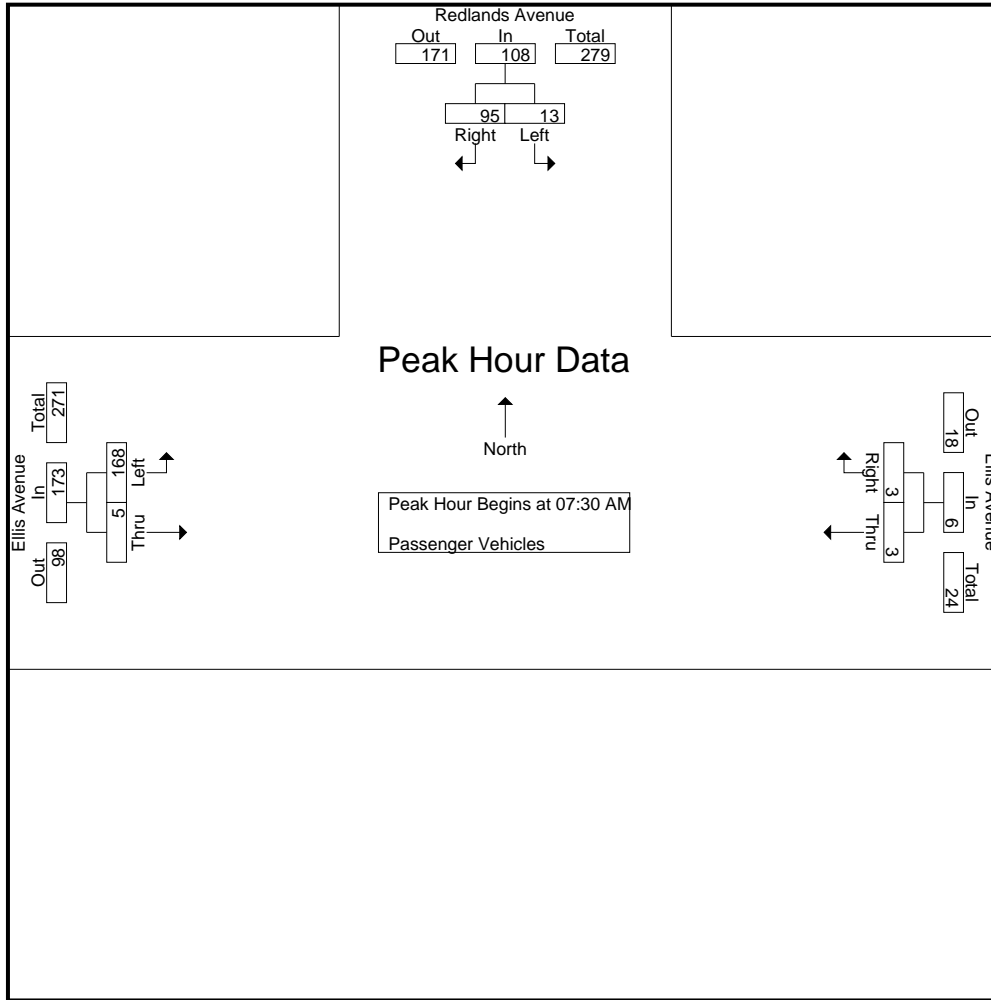 Redlands Avenue
Out In Total
171 108 279
95 13
Right Left
Peak Hour Data
North
Peak Hour Begins at 07:30 AM
Passenger Vehicles
Ellis Avenue
Out In Total
98 173 271
5 168
Thru Left
Ellis Avenue
Out In Total
18 6 24
3 3
Right Thru